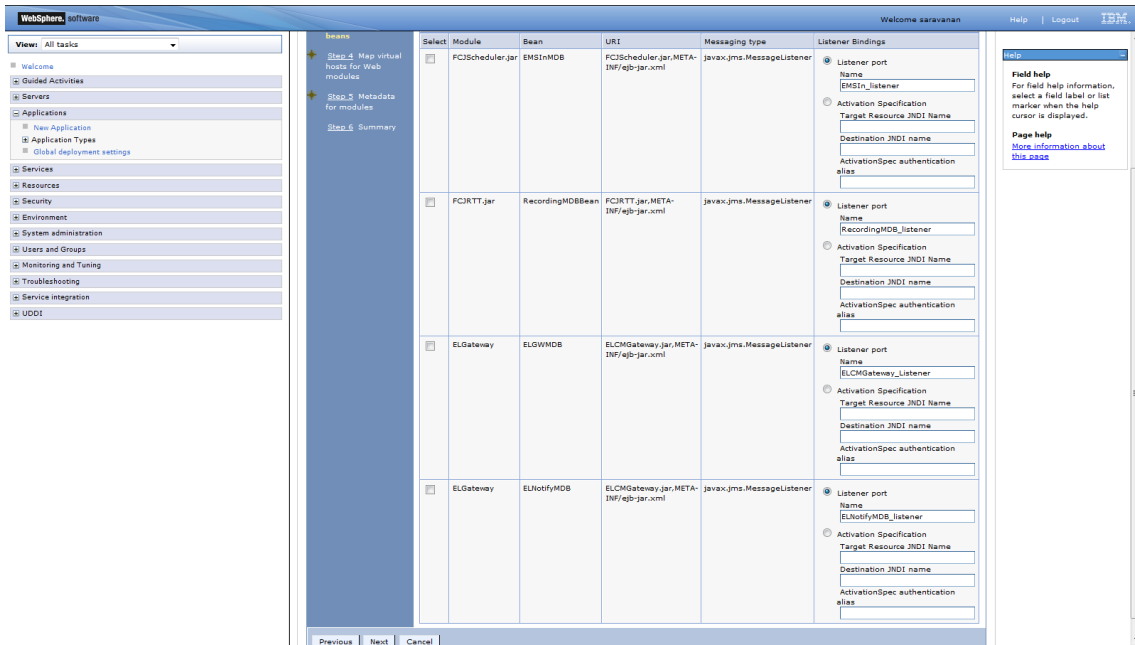 WebSphere. software
Welcome saravanan
Help | Logout
IBM.
View: All tasks
Welcome
Guided Activities
Servers
Applications
New Application
Application Types
Global deployment settings
Services
Resources
Security
Environment
System administration
Users and Groups
Monitoring and Tuning
Troubleshooting
Service integration
UDDI
beans
Step 4 Map virtual
hosts for Web
modules
Step 5 Metadata
for modules
Step 6 Summary
Select Module Bean URI Messaging type Listener Bindings
FCJScheduler.jar EMSInMDB FCJScheduler.jar,META- javax.jms.MessageListener
INF/ejb-jar.xml
Listener port
Name
EMSIn_listener
Activation Specification
Target Resource JNDI Name
Destination JNDI name
ActivationSpec authentication
alias
FCJRTT.jar RecordingMDBBean FCJRTT.jar,META- javax.jms.MessageListener
INF/ejb-jar.xml
Listener port
Name
RecordingMDB_listener
Activation Specification
Target Resource JNDI Name
Destination JNDI name
ActivationSpec authentication
alias
ELGateway ELGWMDB ELCMGateway.jar,META- javax.jms.MessageListener
INF/ejb-jar.xml
Listener port
Name
ELCMGateway_Listener
Activation Specification
Target Resource JNDI Name
Destination JNDI name
ActivationSpec authentication
alias
ELGateway ELNotifyMDB ELCMGateway.jar,META- javax.jms.MessageListener
INF/ejb-jar.xml
Listener port
Name
ELNotifyMDB_listener
Activation Specification
Target Resource JNDI Name
Destination JNDI name
ActivationSpec authentication
alias
Previous Next Cancel
Help
Field help
For field help information,
select a field label or list
marker when the help
cursor is displayed.
Page help
More information about
this page